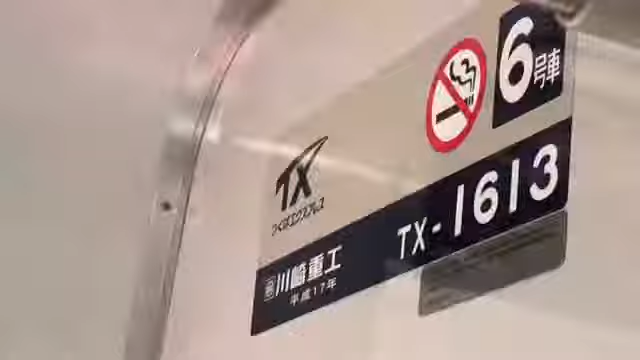 6号車
TX
つくばエクスプレス
TX-1613
川崎重工
平成17年